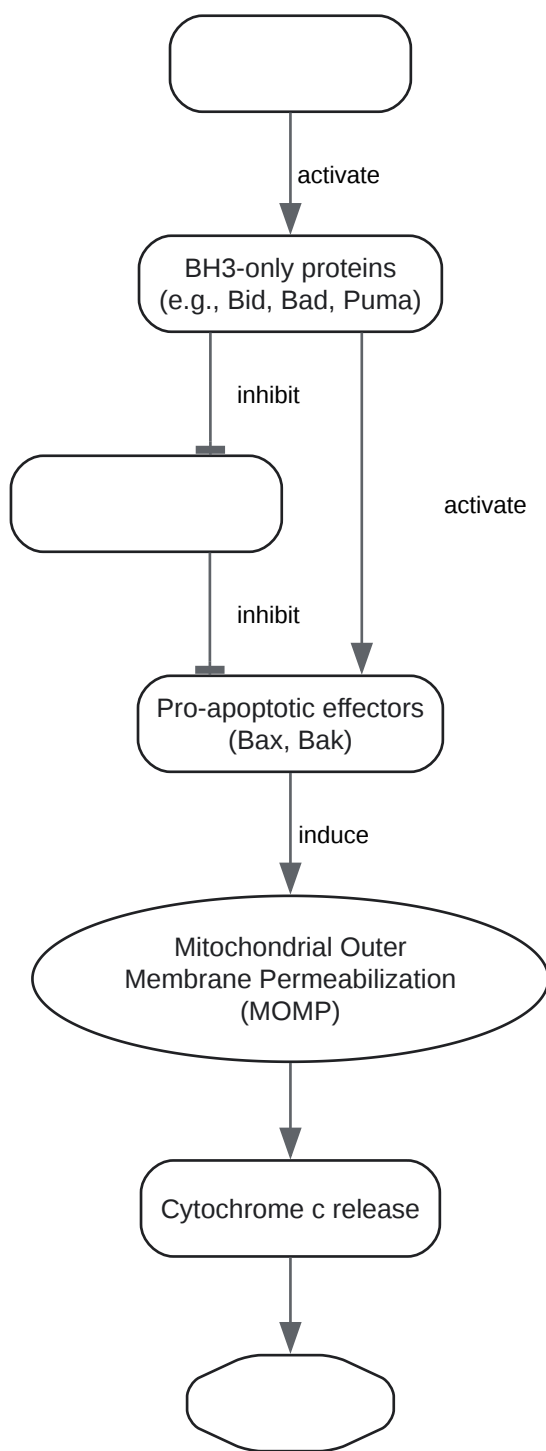 activate
BH3-only proteins
(e.g., Bid, Bad, Puma)
inhibit
activate
inhibit
Pro-apoptotic effectors
(Bax, Bak)
induce
Mitochondrial Outer
Membrane Permeabilization
(MOMP)
Cytochrome c release